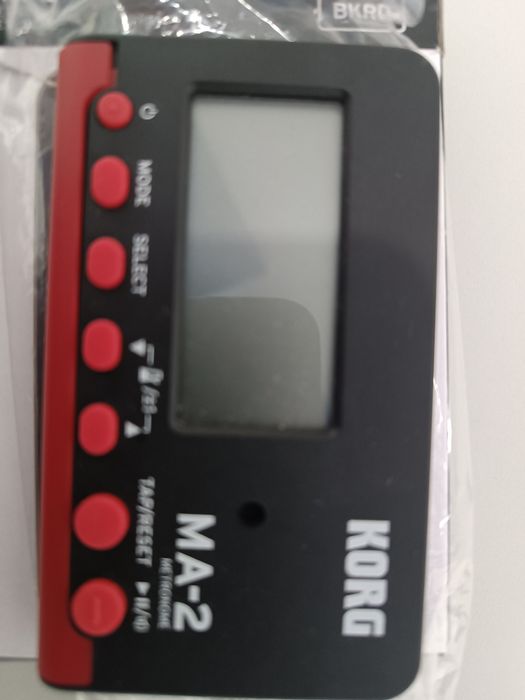 BKRD
KORG
MA-2
METRONOME
MODE
SELECT
TAP/RESET